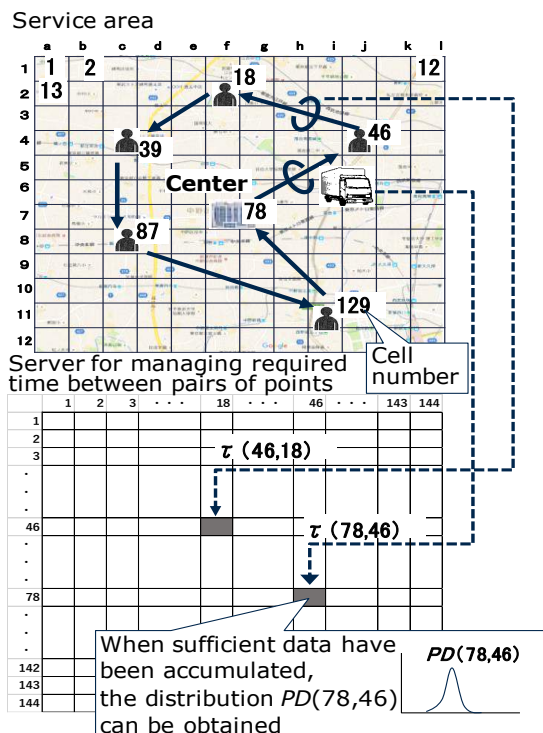 Service area
a b c d e f g h i j k l
1 1 2 18 12
2 13
3
4 39 46
5
6 Center
7 78
8 87
9
10
11 129
12
Google
Cell
number
Server for managing required
time between pairs of points
1 2 3 · · · 18 · · · 46 · · · 143 144
1
2
3 τ (46,18)
·
·
·
46 τ (78,46)
·
·
·
78
·
·
·
142
143
144
When sufficient data have
been accumulated,
the distribution PD(78,46)
can be obtained
PD(78,46)